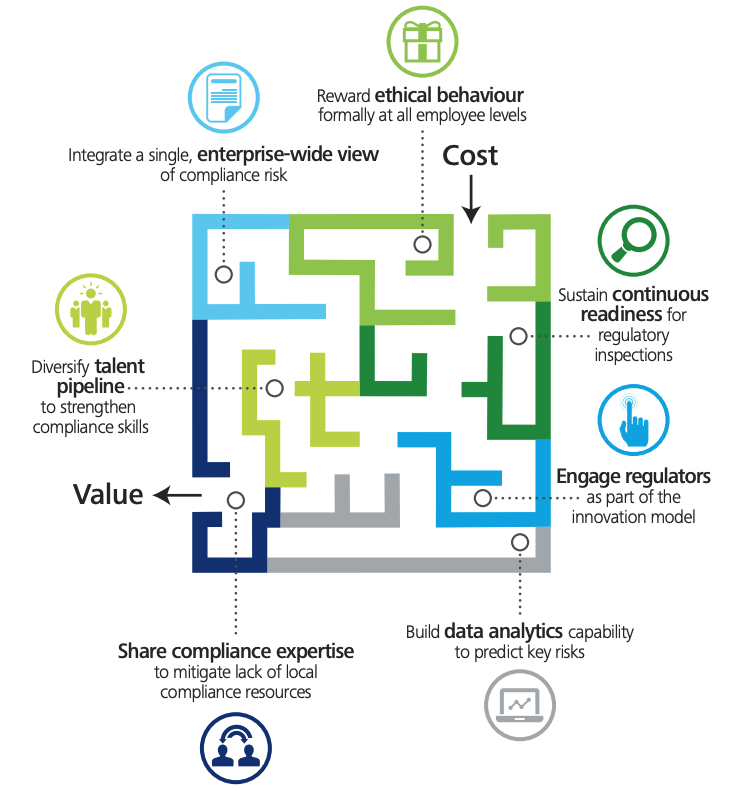 Reward ethical behaviour
formally at all employee levels
Integrate a single, enterprise-wide view
of compliance risk
Cost
Sustain continuous
readiness for
regulatory
inspections
Diversify talent
pipeline
to strengthen
compliance skills
Engage regulators
as part of the
innovation model
Value
Build data analytics capability
to predict key risks
Share compliance expertise
to mitigate lack of local
compliance resources